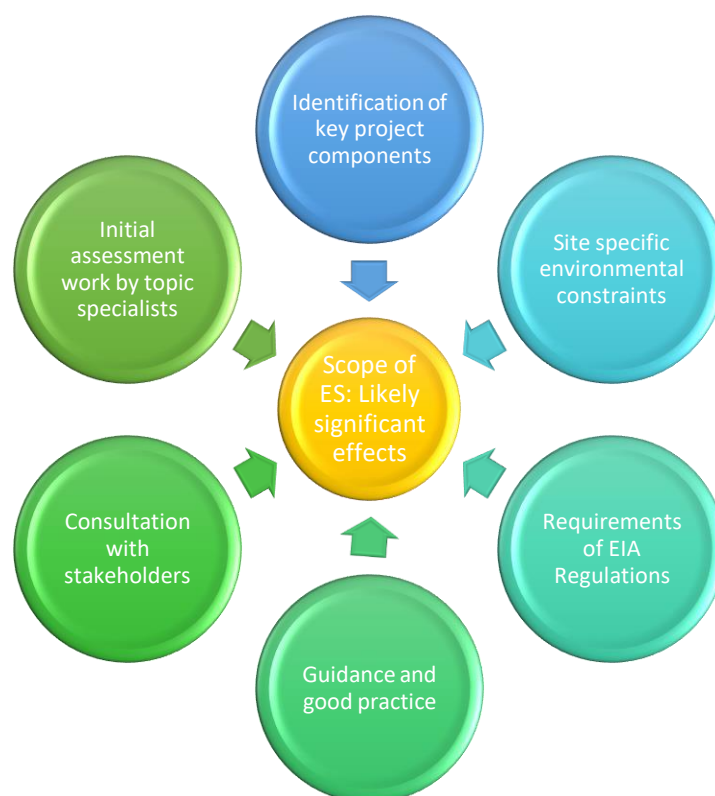 Identification of
key project
components
Site specific
environmental
constraints
Requirements
of EIA
Regulations
Guidance and
good practice
Consultation
with
stakeholders
Initial
assessment
work by topic
specialists
Scope of
ES: Likely
significant
effects